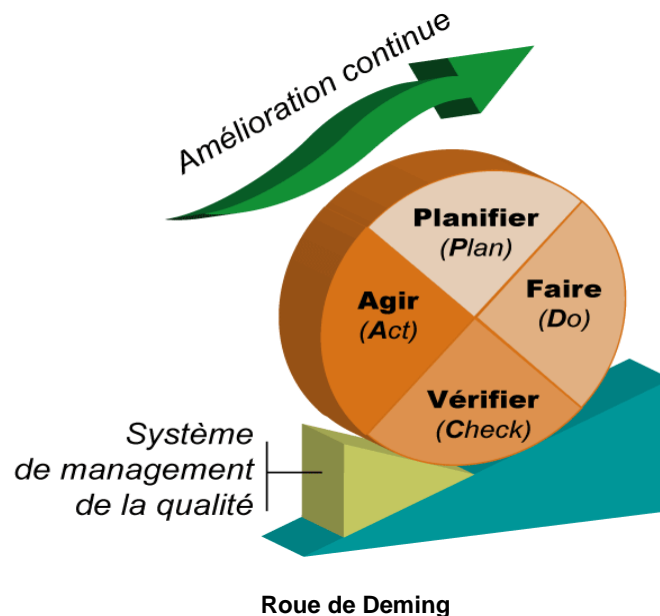 Amélioration continue
Planifier
(Plan)
Faire
(Do)
Agir
(Act)
Vérifier
(Check)
Système
de management
de la qualité
Roue de Deming